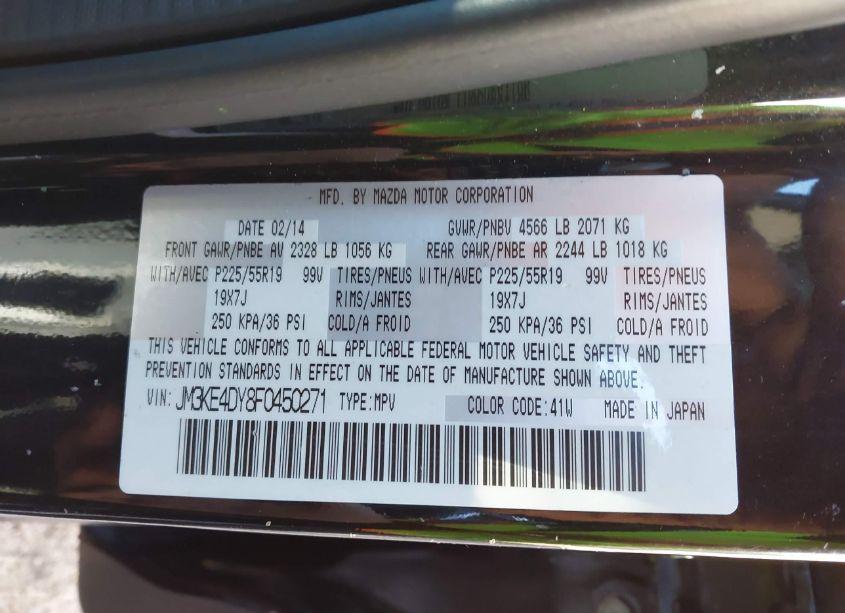 MFD. BY MAZDA MOTOR CORPORATION
DATE 02/14 GVWR/PNBV 4566 LB 2071 KG
FRONT GAWR/PNBE AV 2328 LB 1056 KG REAR GAWR/PNBE AR 2244 LB 1018 KG
WITH/AVEC P225/55R19 99V TIRES/PNEUS WITH/AVEC P225/55R19 99V TIRES/PNEUS
19X7J RIMS/JANTES 19X7J RIMS/JANTES
250 KPA/36 PSI COLD/A FROID 250 KPA/36 PSI COLD/A FROID
THIS VEHICLE CONFORMS TO ALL APPLICABLE FEDERAL MOTOR VEHICLE SAFETY AND THEFT
PREVENTION STANDARDS IN EFFECT ON THE DATE OF MANUFACTURE SHOWN ABOVE.
VIN: JM3KE4DY8F0450271 TYPE:MPV COLOR CODE:41W MADE IN JAPAN